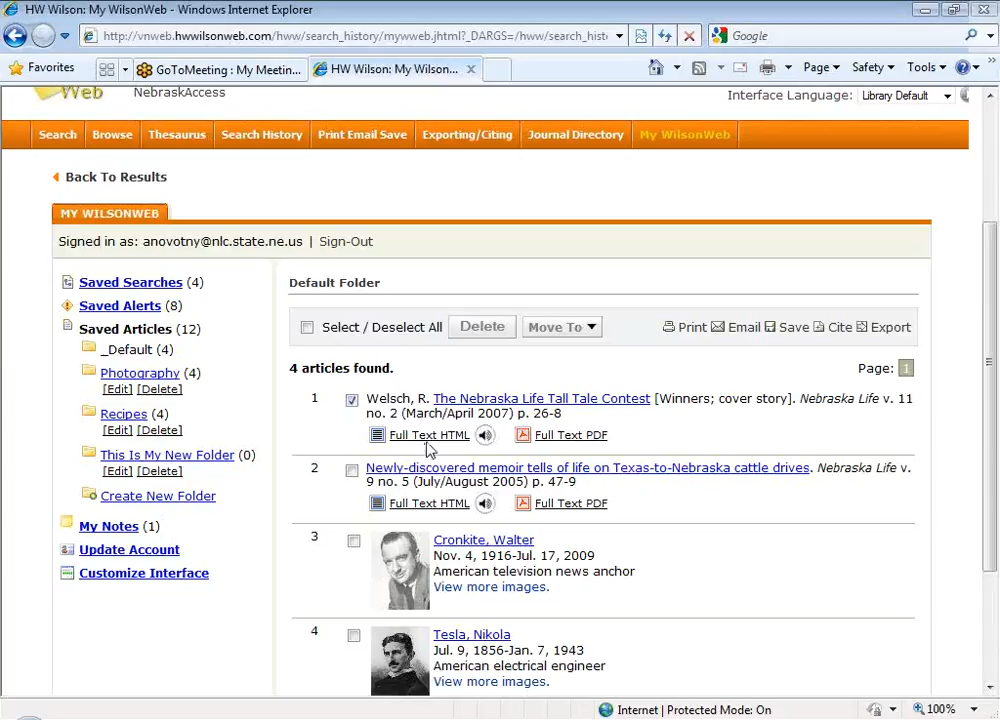 HW Wilson: My WilsonWeb - Windows Internet Explorer
http://vnweb.hwwilsonweb.com/hww/search_history/mywweb.jhtml?_DARGS=/hww/search_histo
Google
Favorites
GoToMeeting : My Meetin...
HW Wilson: My Wilson...
Page
Safety
Tools
Web
NebraskAccess
Interface Language:
Library Default
Search
Browse
Thesaurus
Search History
Print Email Save
Exporting/Citing
Journal Directory
My WilsonWeb
Back To Results
MY WILSONWEB
Signed in as: anovotny@nlc.state.ne.us | Sign-Out
Saved Searches (4)
Saved Alerts (8)
Saved Articles (12)
_Default (4)
Photography (4)
[Edit] [Delete]
Recipes (4)
[Edit] [Delete]
This Is My New Folder (0)
[Edit] [Delete]
Create New Folder
My Notes (1)
Update Account
Customize Interface
Default Folder
Select / Deselect All
Delete
Move To
Print
Email
Save
Cite
Export
4 articles found.
Page: 1
1
Welsch, R. The Nebraska Life Tall Tale Contest [Winners; cover story]. Nebraska Life v. 11
no. 2 (March/April 2007) p. 26-8
Full Text HTML
Full Text PDF
2
Newly-discovered memoir tells of life on Texas-to-Nebraska cattle drives. Nebraska Life v.
9 no. 5 (July/August 2005) p. 47-9
Full Text HTML
Full Text PDF
3
Cronkite, Walter
Nov. 4, 1916-Jul. 17, 2009
American television news anchor
View more images.
4
Tesla, Nikola
Jul. 9, 1856-Jan. 7, 1943
American electrical engineer
View more images.
Internet | Protected Mode: On
100%